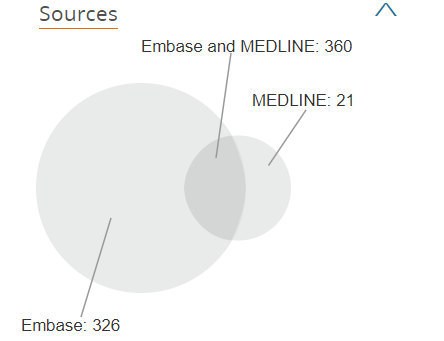 Sources
Embase and MEDLINE: 360
MEDLINE: 21
Embase: 326